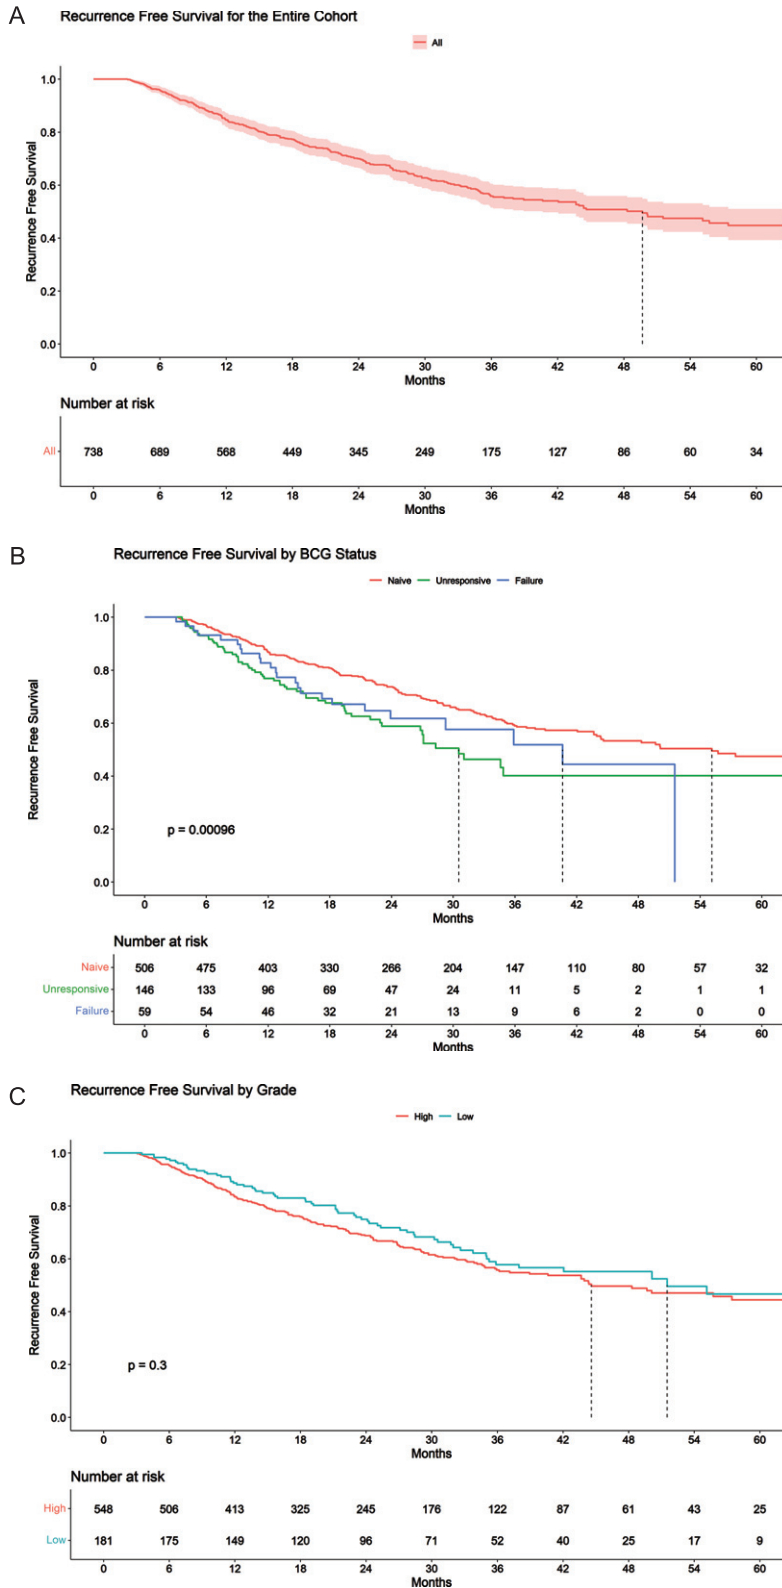 A
Recurrence Free Survival for the Entire Cohort
All
1.0
0.8
0.6
0.4
0.2
0.0
Recurrence Free Survival
0 6 12 18 24 30 36 42 48 54 60
Months
Number at risk
All 738 689 568 449 345 249 175 127 86 60 34
0 6 12 18 24 30 36 42 48 54 60
Months
B
Recurrence Free Survival by BCG Status
Naive Unresponsive Failure
1.0
0.8
0.6
0.4
0.2
0.0
Recurrence Free Survival
p = 0.00096
0 6 12 18 24 30 36 42 48 54 60
Months
Number at risk
Naive 506 475 403 330 266 204 147 110 80 57 32
Unresponsive 146 133 96 69 47 24 11 5 2 1 1
Failure 59 54 46 32 21 13 9 6 2 0 0
0 6 12 18 24 30 36 42 48 54 60
Months
C
Recurrence Free Survival by Grade
High Low
1.0
0.8
0.6
0.4
0.2
0.0
Recurrence Free Survival
p = 0.3
0 6 12 18 24 30 36 42 48 54 60
Months
Number at risk
High 548 506 413 325 245 176 122 87 61 43 25
Low 181 175 149 120 96 71 52 40 25 17 9
0 6 12 18 24 30 36 42 48 54 60
Months